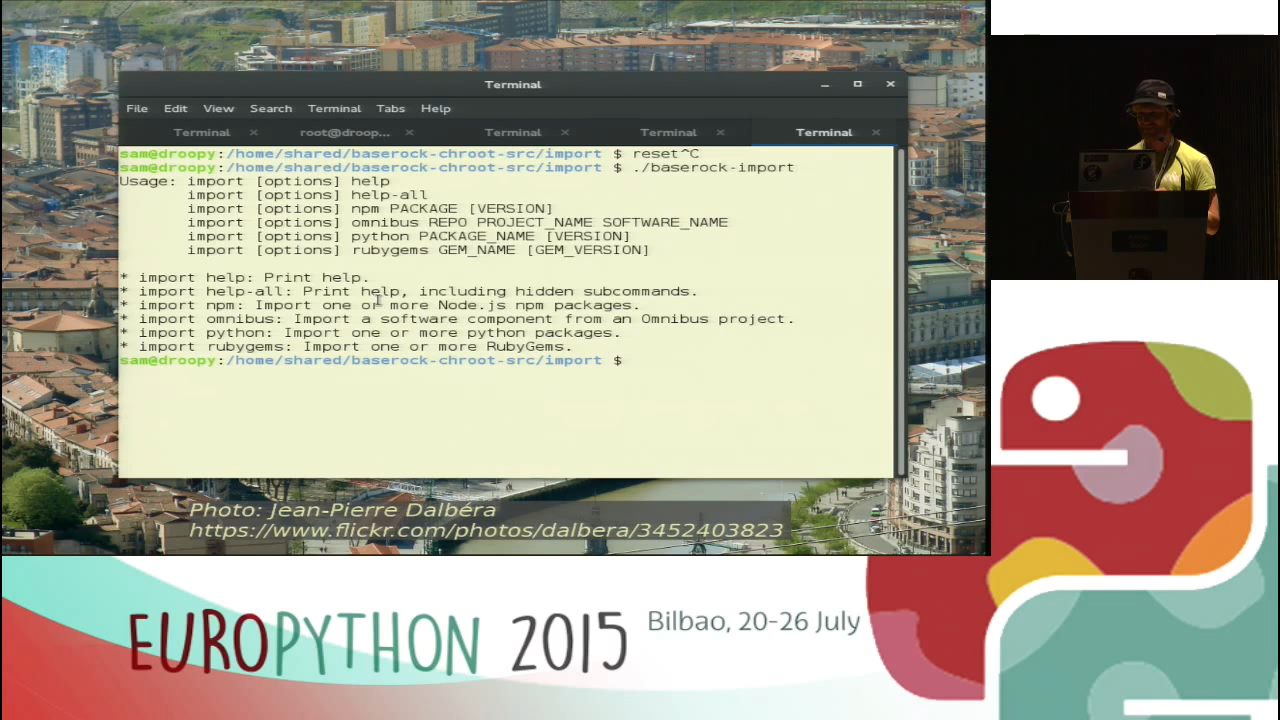 Terminal
File Edit View Search Terminal Tabs Help
Terminal × root@droop... × Terminal × Terminal × Terminal ×
sam@droopy:/home/shared/baserock-chroot-src/import $ reset^C
sam@droopy:/home/shared/baserock-chroot-src/import $ ./baserock-import
Usage: import [options] help
import [options] help-all
import [options] npm PACKAGE [VERSION]
import [options] omnibus REPO PROJECT_NAME SOFTWARE_NAME
import [options] python PACKAGE_NAME [VERSION]
import [options] rubygems GEM_NAME [GEM_VERSION]
* import help: Print help.
* import help-all: Print help, including hidden subcommands.
* import npm: Import one or more Node.js npm packages.
* import omnibus: Import a software component from an Omnibus project.
* import python: Import one or more python packages.
* import rubygems: Import one or more RubyGems.
sam@droopy:/home/shared/baserock-chroot-src/import $
Photo: Jean-Pierre Dalbéra
https://www.flickr.com/photos/dalbera/3452403823
EUROPYTHON 2015
Bilbao, 20-26 July